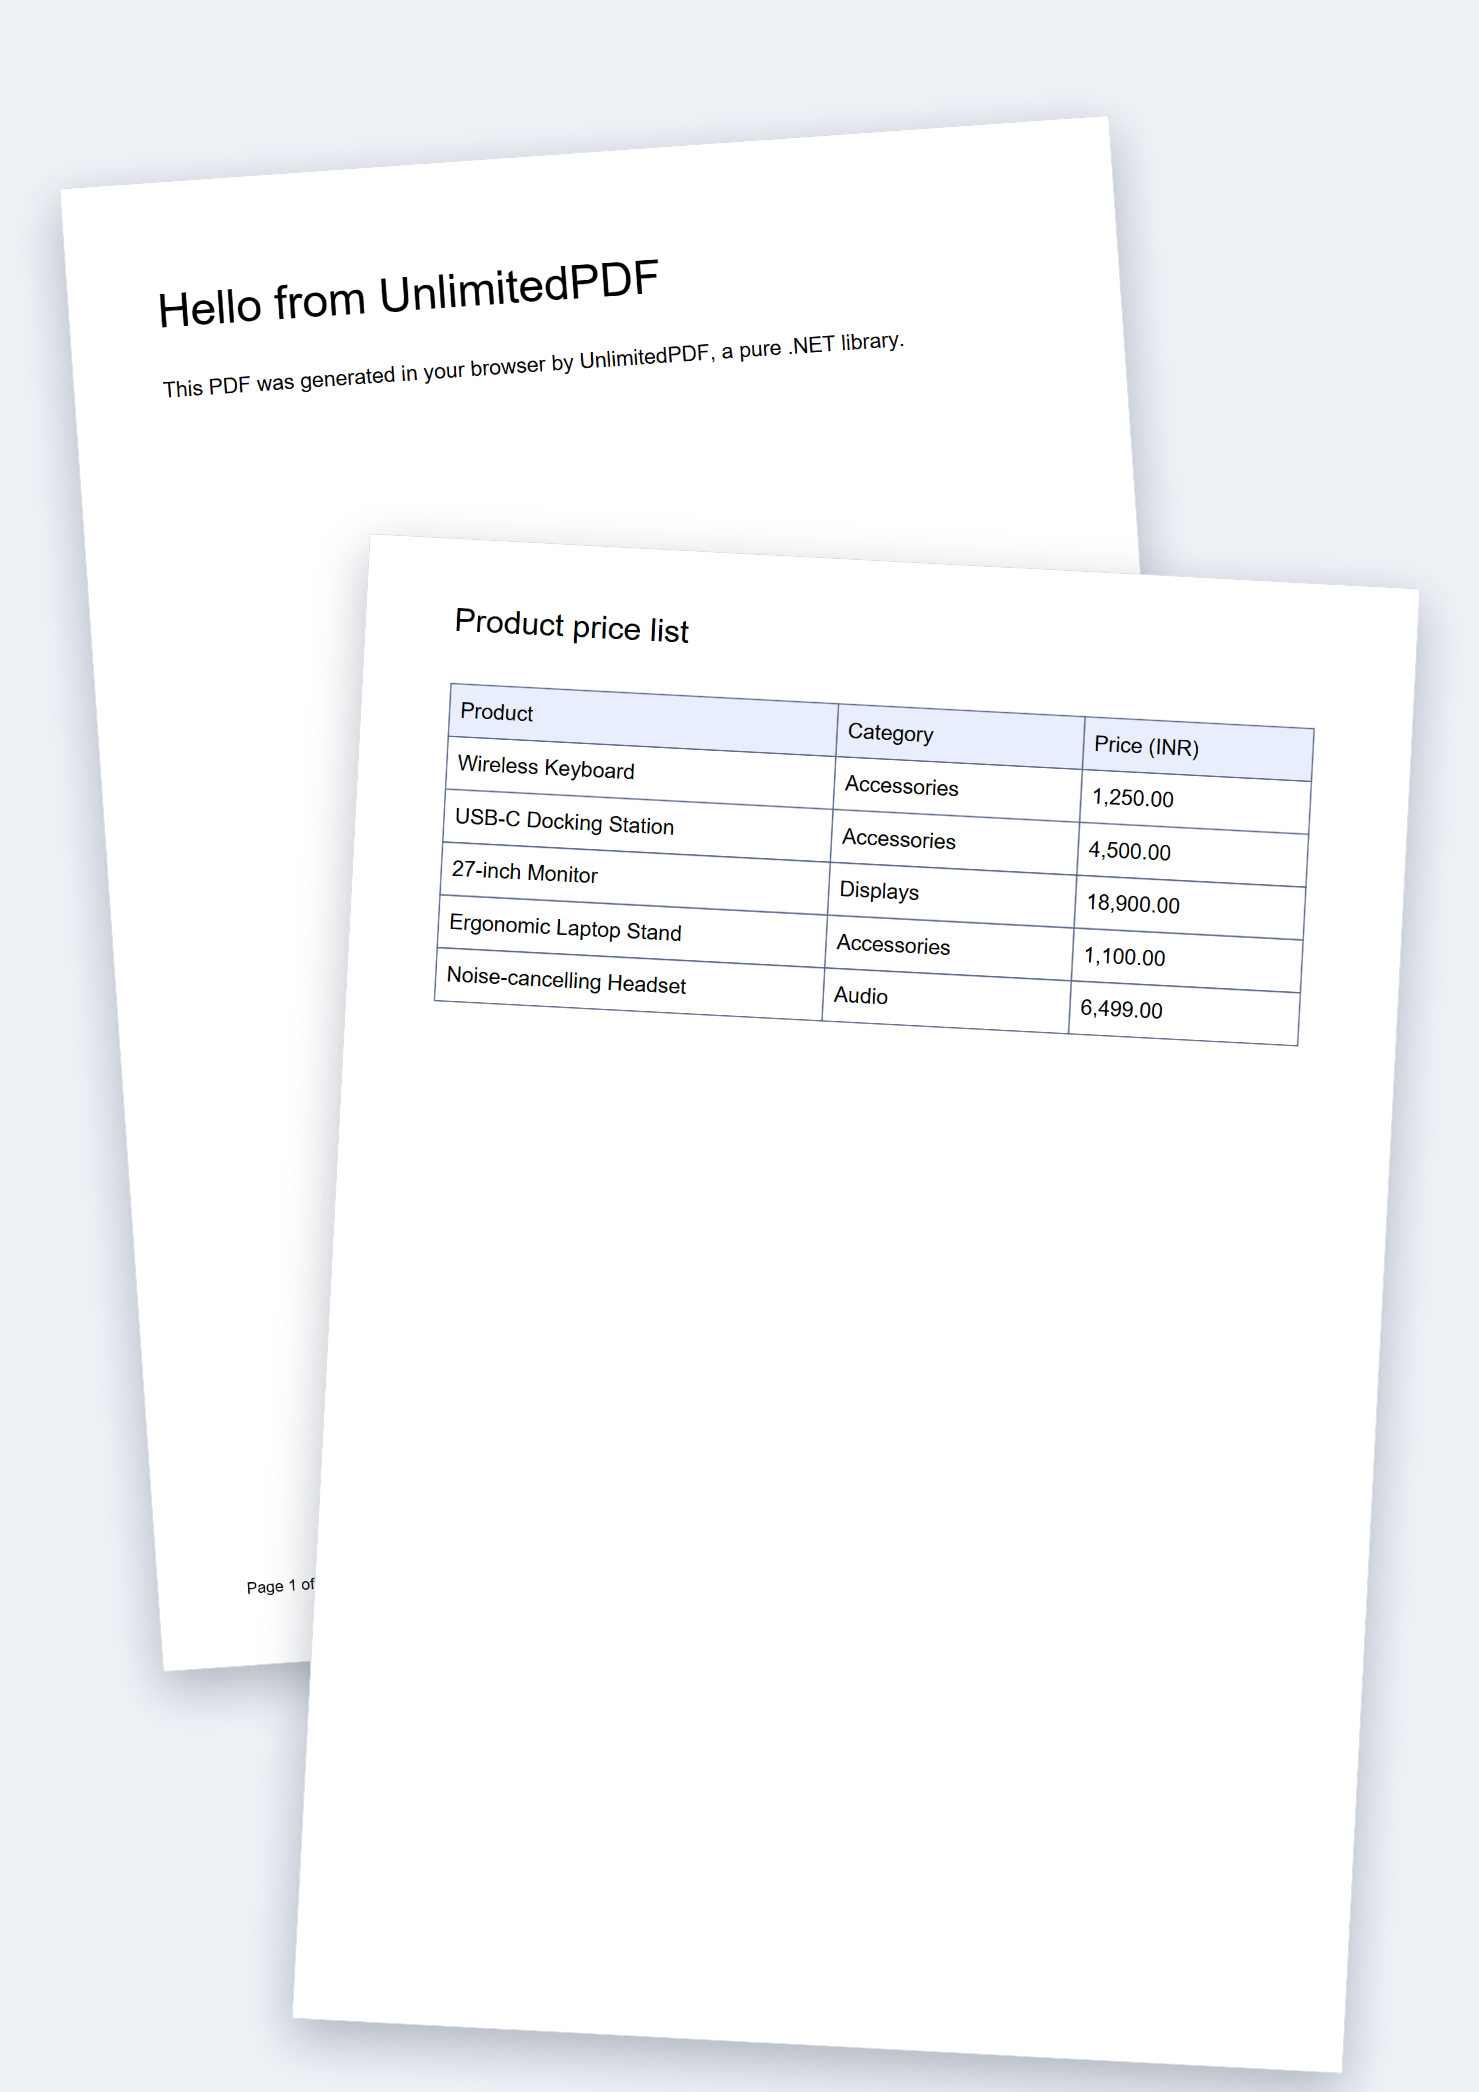 Hello from UnlimitedPDF
This PDF was generated in your browser by UnlimitedPDF, a pure .NET library.
Page 1 of
Product price list
Product Category Price (INR)
Wireless Keyboard Accessories 1,250.00
USB-C Docking Station Accessories 4,500.00
27-inch Monitor Displays 18,900.00
Ergonomic Laptop Stand Accessories 1,100.00
Noise-cancelling Headset Audio 6,499.00